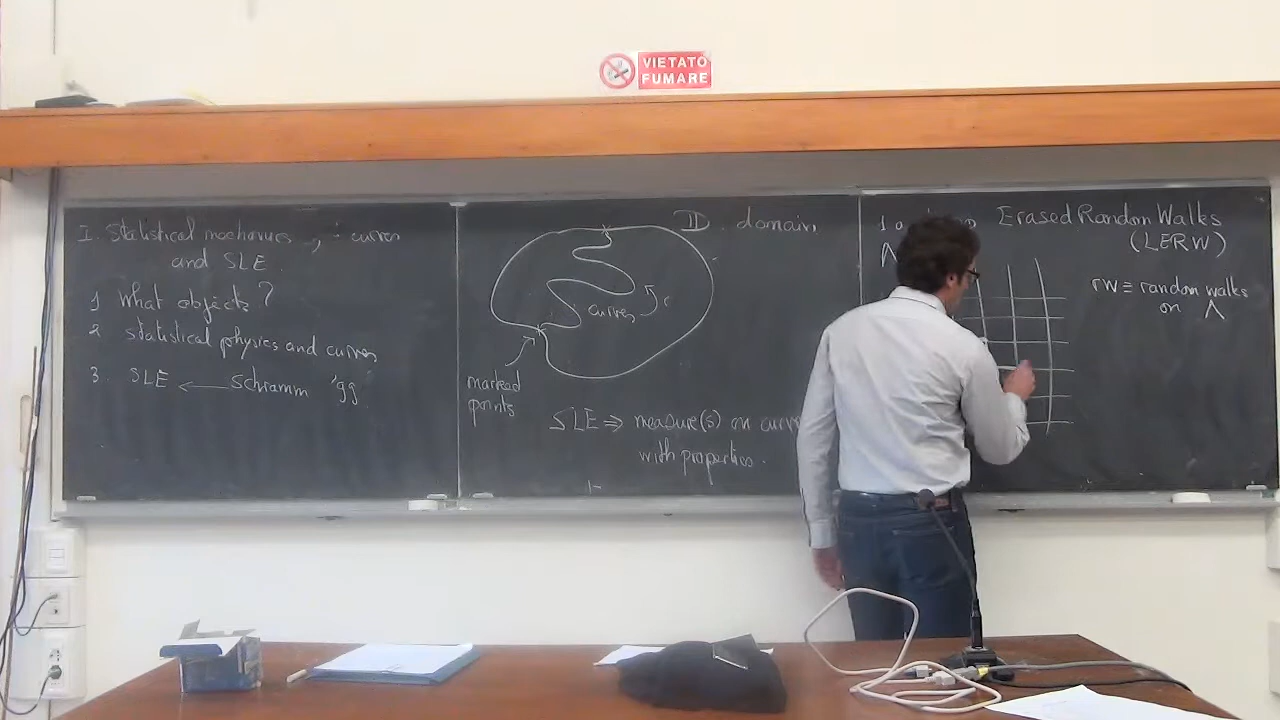 VIETATO
FUMARE
I. Statistical mechanics, curves
and SLE.
1 What objects?
2 statistical physics and curves
3. SLE ← Schramm '99
D. domain
curves
marked
points
SLE ⇒ measure(s) on curves
with properties.
Erased Random Walks
(LERW)
Λ
rw ≡ random walks
on Λ